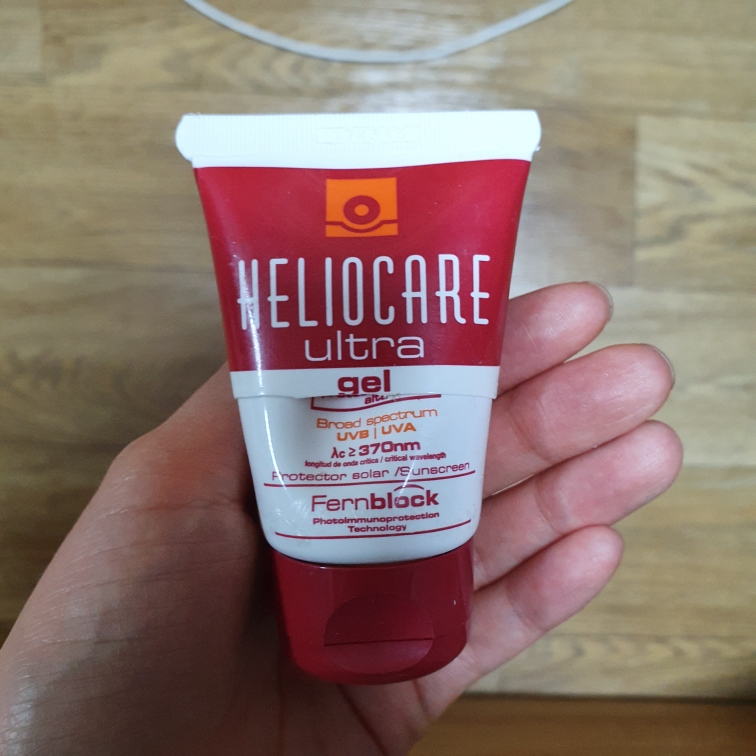 HELIOCARE
ultra
gel
Broad spectrum
UVB | UVA
λc ≥ 370nm
longitud de onda crítica / critical wavelength
Protector solar /Sunscreen
Fernblock
Photoimmunoprotection
Technology